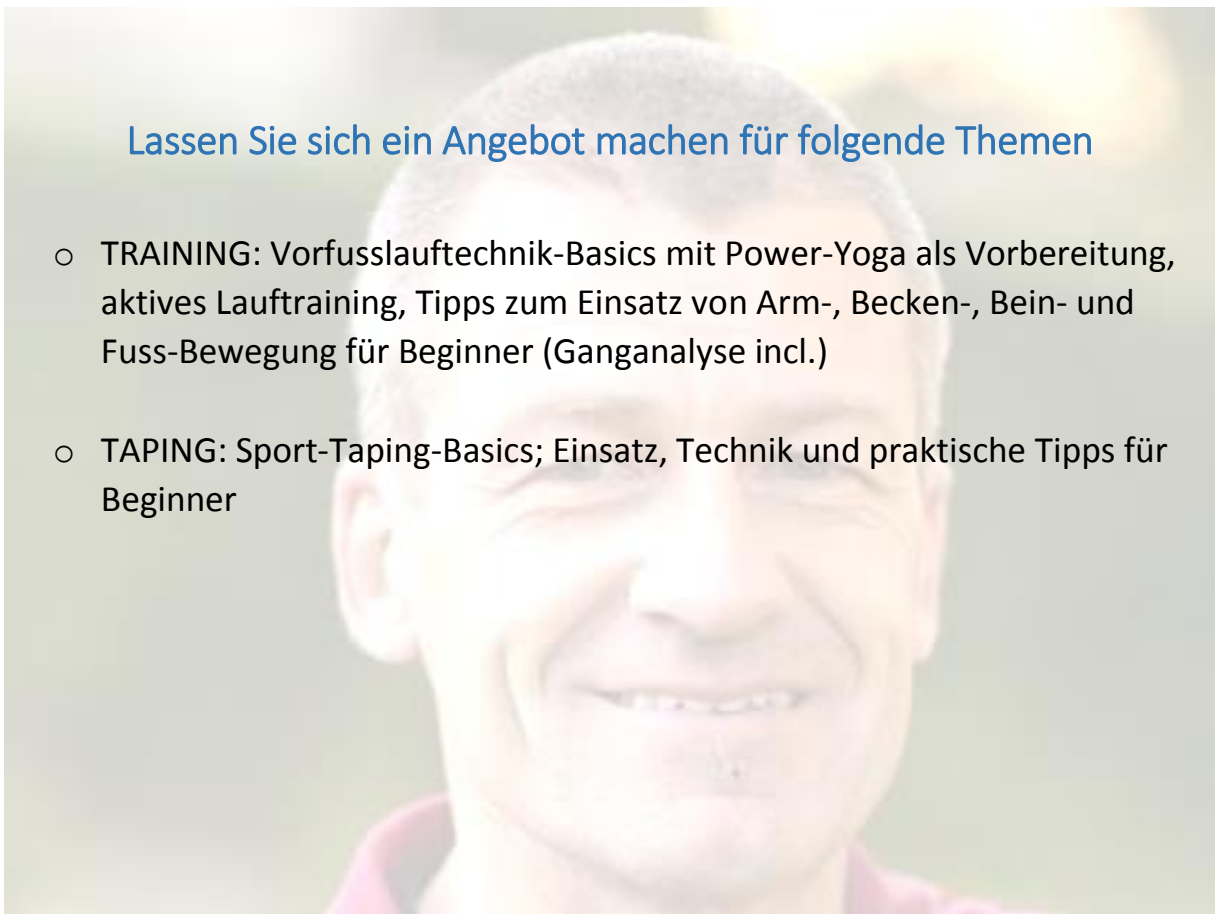 Lassen Sie sich ein Angebot machen für folgende Themen
o TRAINING: Vorfusslauftechnik-Basics mit Power-Yoga als Vorbereitung,
aktives Lauftraining, Tipps zum Einsatz von Arm-, Becken-, Bein- und
Fuss-Bewegung für Beginner (Ganganalyse incl.)
o TAPING: Sport-Taping-Basics; Einsatz, Technik und praktische Tipps für
Beginner